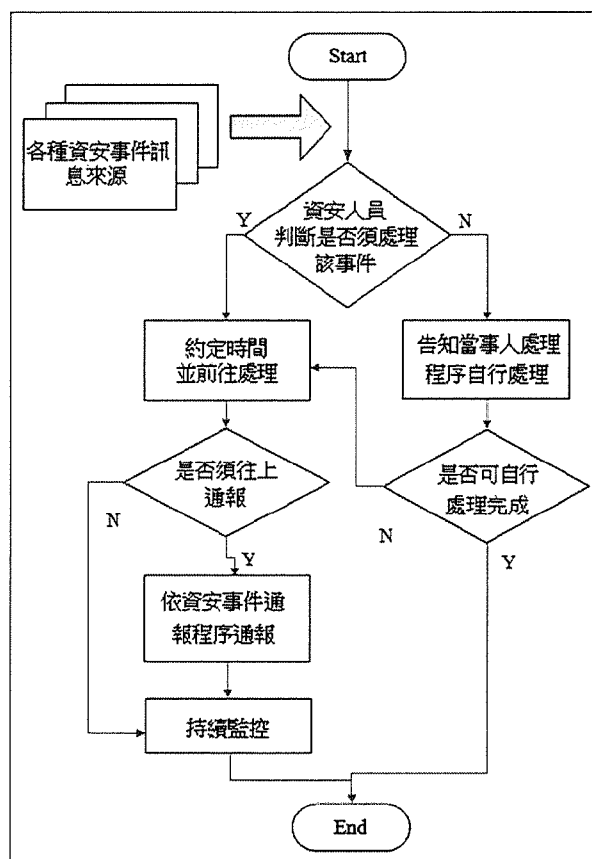 Start
各種資安事件訊
息來源
資安人員
判斷是否須處理
該事件
Y
N
約定時間
並前往處理
告知當事人處理
程序自行處理
是否須往上
通報
是否可自行
處理完成
N
Y
N
Y
依資安事件通
報程序通報
持續監控
End